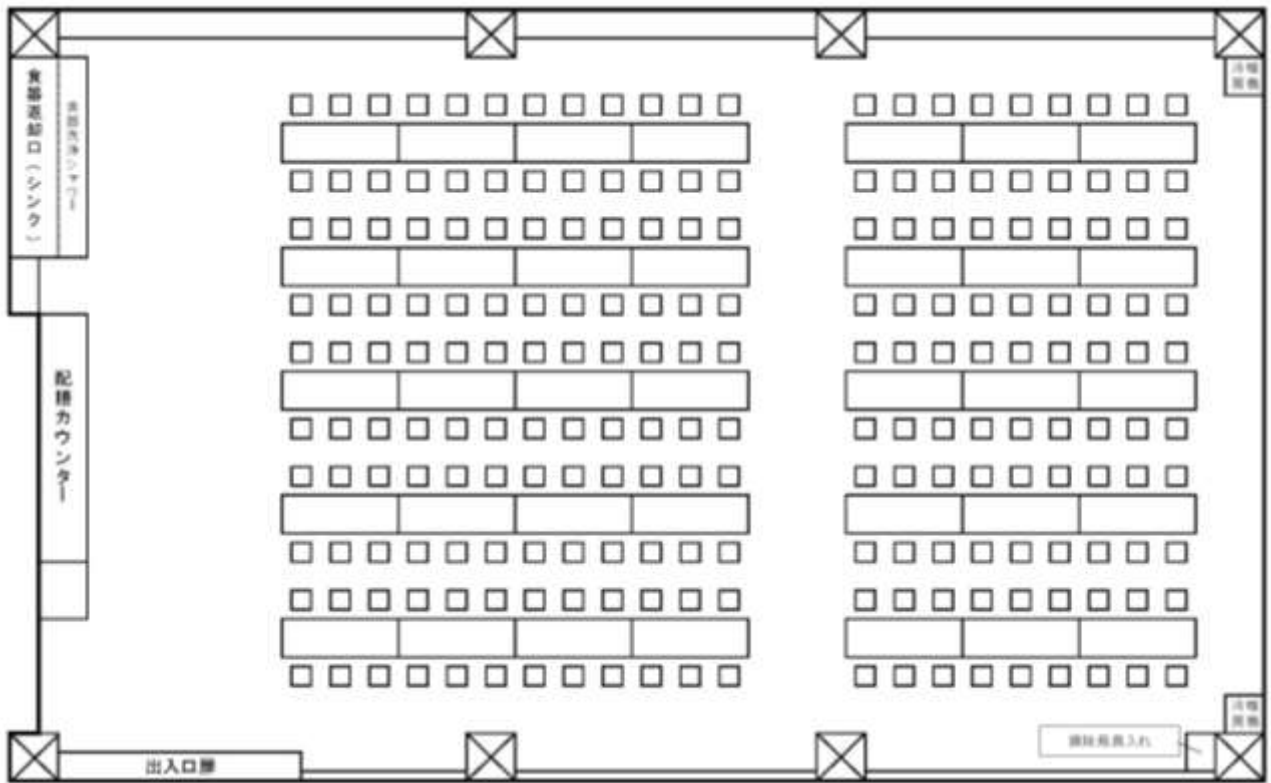 食器返却口（シンク）
食器洗浄シャワー
配膳カウンター
出入口扉
冷暖
房機
冷暖
房機
掃除用具入れ